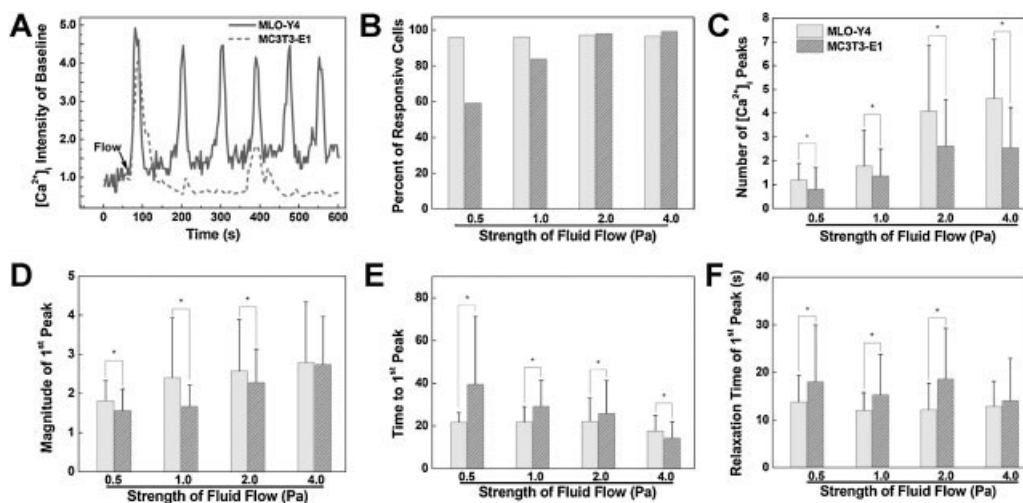 A
[Ca²⁺]ᵢ Intensity of Baseline
5.0
4.0
3.0
2.0
1.0
MLO-Y4
MC3T3-E1
Flow
0 100 200 300 400 500 600
Time (s)
B
Percent of Responsive Cells
100
80
60
40
20
0
0.5 1.0 2.0 4.0
Strength of Fluid Flow (Pa)
C
Number of [Ca²⁺]ᵢ Peaks
8
7
6
5
4
3
2
1
0
MLO-Y4
MC3T3-E1
* * * *
0.5 1.0 2.0 4.0
Strength of Fluid Flow (Pa)
D
Magnitude of 1st Peak
5
4
3
2
1
0
* * *
0.5 1.0 2.0 4.0
Strength of Fluid Flow (Pa)
E
Time to 1st Peak
80
60
40
20
0
* * * *
0.5 1.0 2.0 4.0
Strength of Fluid Flow (Pa)
F
Relaxation Time of 1st Peak (s)
40
30
20
10
0
* * *
0.5 1.0 2.0 4.0
Strength of Fluid Flow (Pa)